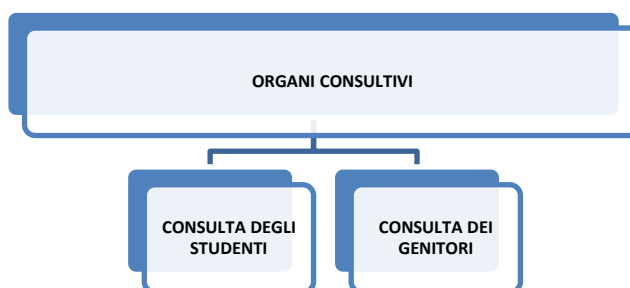 ORGANI CONSULTIVI
CONSULTA DEGLI
STUDENTI
CONSULTA DEI
GENITORI